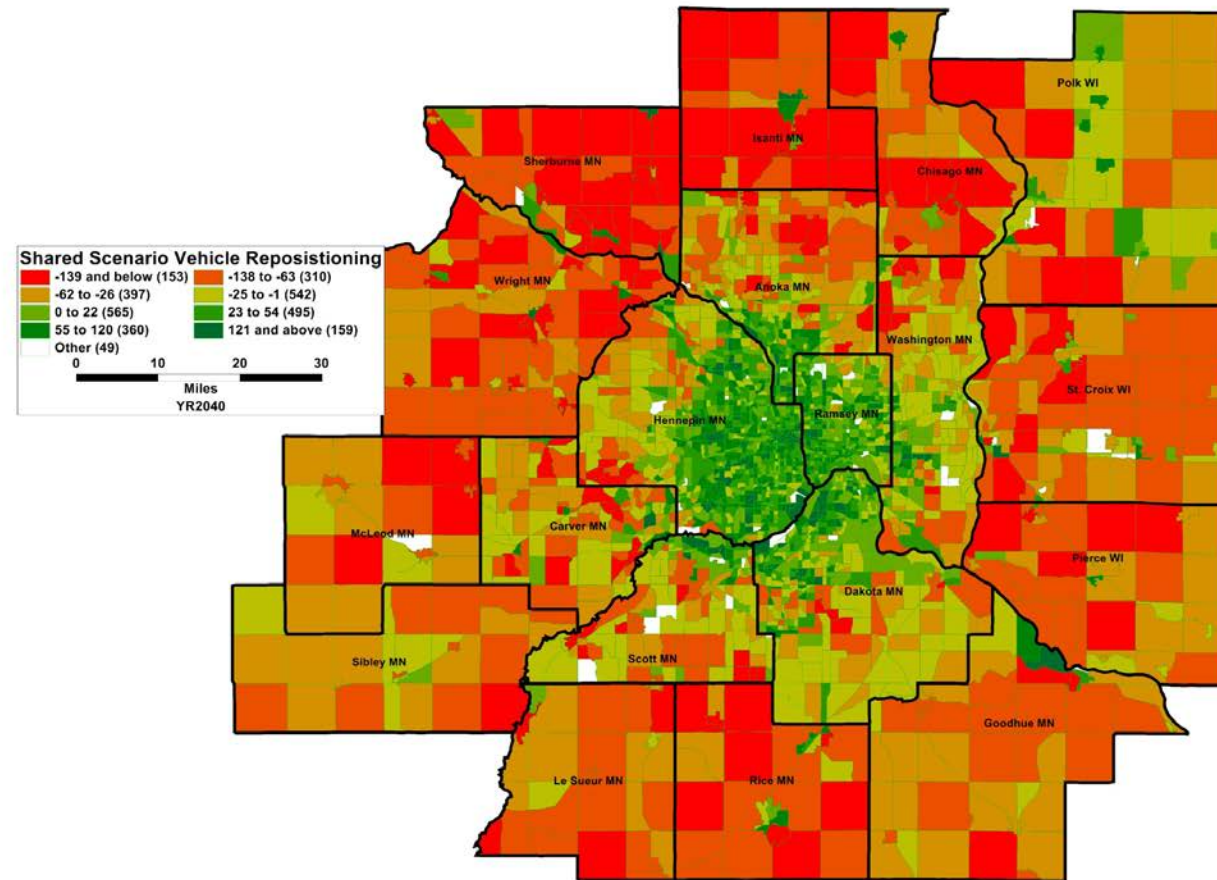 Polk WI
Isanti MN
Sherburne MN
Chisago MN
Shared Scenario Vehicle Reposistioning
-139 and below (153) -138 to -63 (310)
-62 to -26 (397) -25 to -1 (542)
0 to 22 (565) 23 to 54 (495)
55 to 120 (360) 121 and above (159)
Other (49)
0 10 20 30
Miles
YR2040
Wright MN
Anoka MN
Washington MN
St. Croix WI
Hennepin MN
Ramsey MN
Carver MN
McLeod MN
Pierce WI
Dakota MN
Sibley MN
Scott MN
Goodhue MN
Le Sueur MN
Rice MN